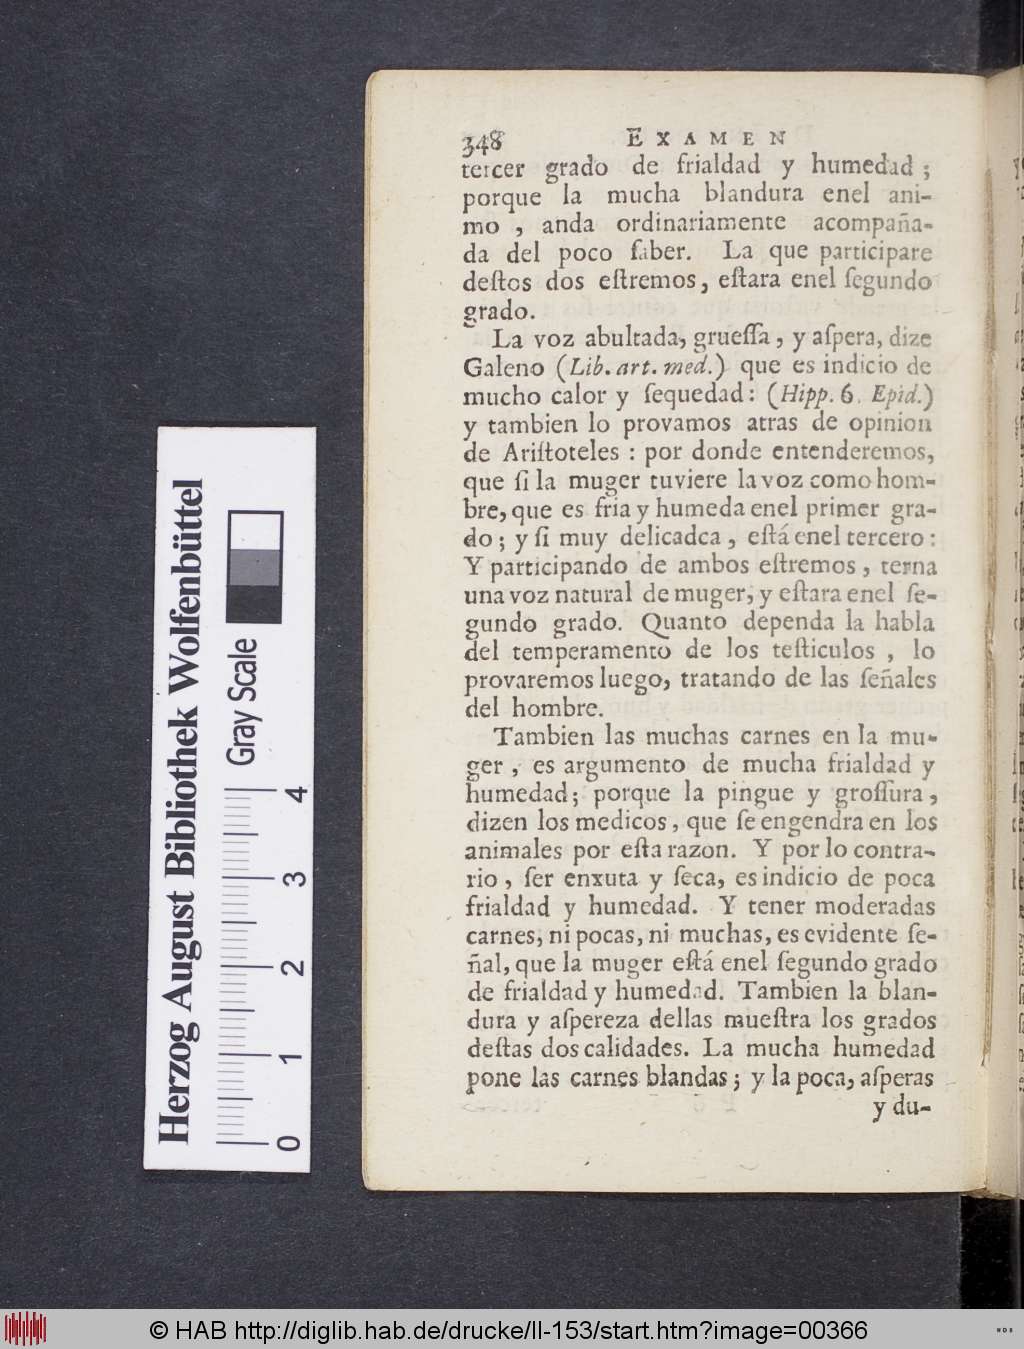 348 EXAMEN
tercer grado de frialdad y humedad ;
porque la mucha blandura enel ani-
mo , anda ordinariamente acompaña-
da del poco ſaber. La que participare
deſtos dos eſtremos, eſtara enel ſegundo
grado.
La voz abultada, grueſſa, y aſpera, dize
Galeno (Lib. art. med.) que es indicio de
mucho calor y ſequedad: (Hipp. 6. Epid.)
y tambien lo provamos atras de opinion
de Ariſtoteles : por donde entenderemos,
que ſi la muger tuviere la voz como hom-
bre, que es fria y humeda enel primer gra-
do ; y ſi muy delicadca , eſtá enel tercero :
Y participando de ambos eſtremos , terna
una voz natural de muger, y eſtara enel ſe-
gundo grado. Quanto dependa la habla
del temperamento de los teſticulos , lo
provaremos luego, tratando de las ſeñales
del hombre.
Tambien las muchas carnes en la mu-
ger , es argumento de mucha frialdad y
humedad; porque la pingue y groſſura ,
dizen los medicos , que ſe engendra en los
animales por eſta razon. Y por lo contra-
rio , ſer enxuta y ſeca, es indicio de poca
frialdad y humedad. Y tener moderadas
carnes, ni pocas, ni muchas, es evidente ſe-
ñal, que la muger eſtá enel ſegundo grado
de frialdad y humedad. Tambien la blan-
dura y aſpereza dellas mueſtra los grados
deſtas dos calidades. La mucha humedad
pone las carnes blandas ; y la poca, aſperas
y du-
Herzog August Bibliothek Wolfenbüttel
Gray Scale
0 1 2 3 4
© HAB http://diglib.hab.de/drucke/ll-153/start.htm?image=00366